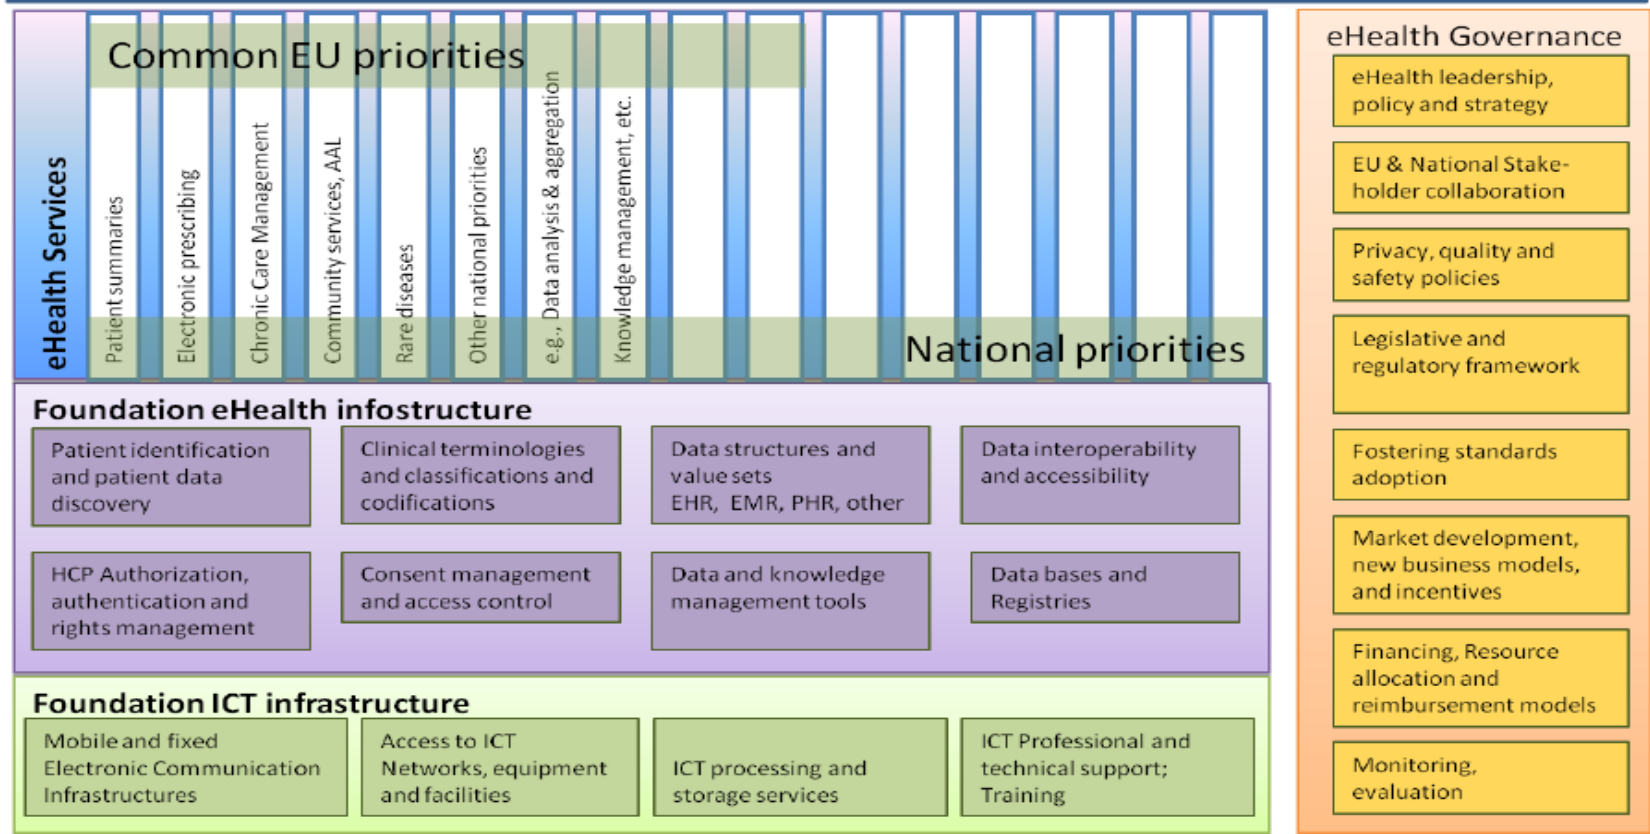 Common EU priorities
eHealth Services
Patient summaries
Electronic prescribing
Chronic Care Management
Community services, AAL
Rare diseases
Other national priorities
e.g., Data analysis & aggregation
Knowledge management, etc.
National priorities
Foundation eHealth infostructure
Patient identification
and patient data
discovery
Clinical terminologies
and classifications and
codifications
Data structures and
value sets
EHR, EMR, PHR, other
Data interoperability
and accessibility
HCP Authorization,
authentication and
rights management
Consent management
and access control
Data and knowledge
management tools
Data bases and
Registries
Foundation ICT infrastructure
Mobile and fixed
Electronic Communication
Infrastructures
Access to ICT
Networks, equipment
and facilities
ICT processing and
storage services
ICT Professional and
technical support;
Training
eHealth Governance
eHealth leadership,
policy and strategy
EU & National Stake-
holder collaboration
Privacy, quality and
safety policies
Legislative and
regulatory framework
Fostering standards
adoption
Market development,
new business models,
and incentives
Financing, Resource
allocation and
reimbursement models
Monitoring,
evaluation